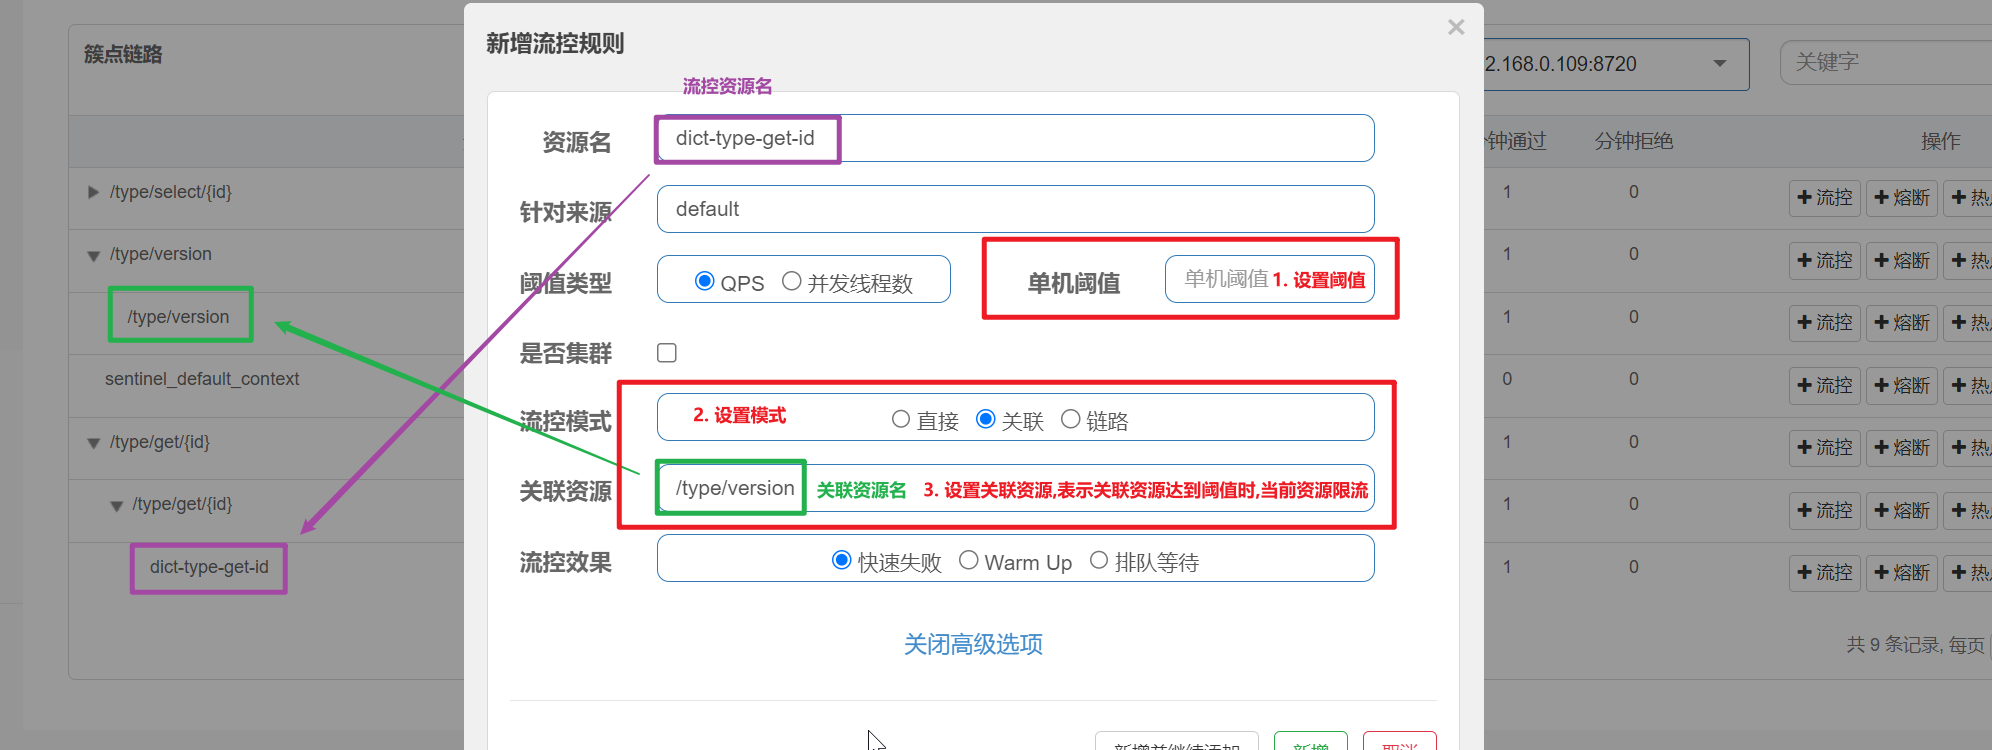 簇点链路
/type/select/{id}
/type/version
/type/version
sentinel_default_context
/type/get/{id}
/type/get/{id}
dict-type-get-id
新增流控规则
×
流控资源名
资源名
dict-type-get-id
针对来源
default
阈值类型
QPS
并发线程数
单机阈值
单机阈值
1. 设置阈值
是否集群
流控模式
2. 设置模式
直接
关联
链路
关联资源
/type/version
关联资源名
3. 设置关联资源,表示关联资源达到阈值时,当前资源限流
流控效果
快速失败
Warm Up
排队等待
关闭高级选项
新增并继续添加
新增
取消
2.168.0.109:8720
关键字
钟通过
分钟拒绝
操作
1
0
+流控
+熔断
+热
1
0
+流控
+熔断
+热
1
0
+流控
+熔断
+热
0
0
+流控
+熔断
+热
1
0
+流控
+熔断
+热
1
0
+流控
+熔断
+热
1
0
+流控
+熔断
+热
共 9 条记录, 每页